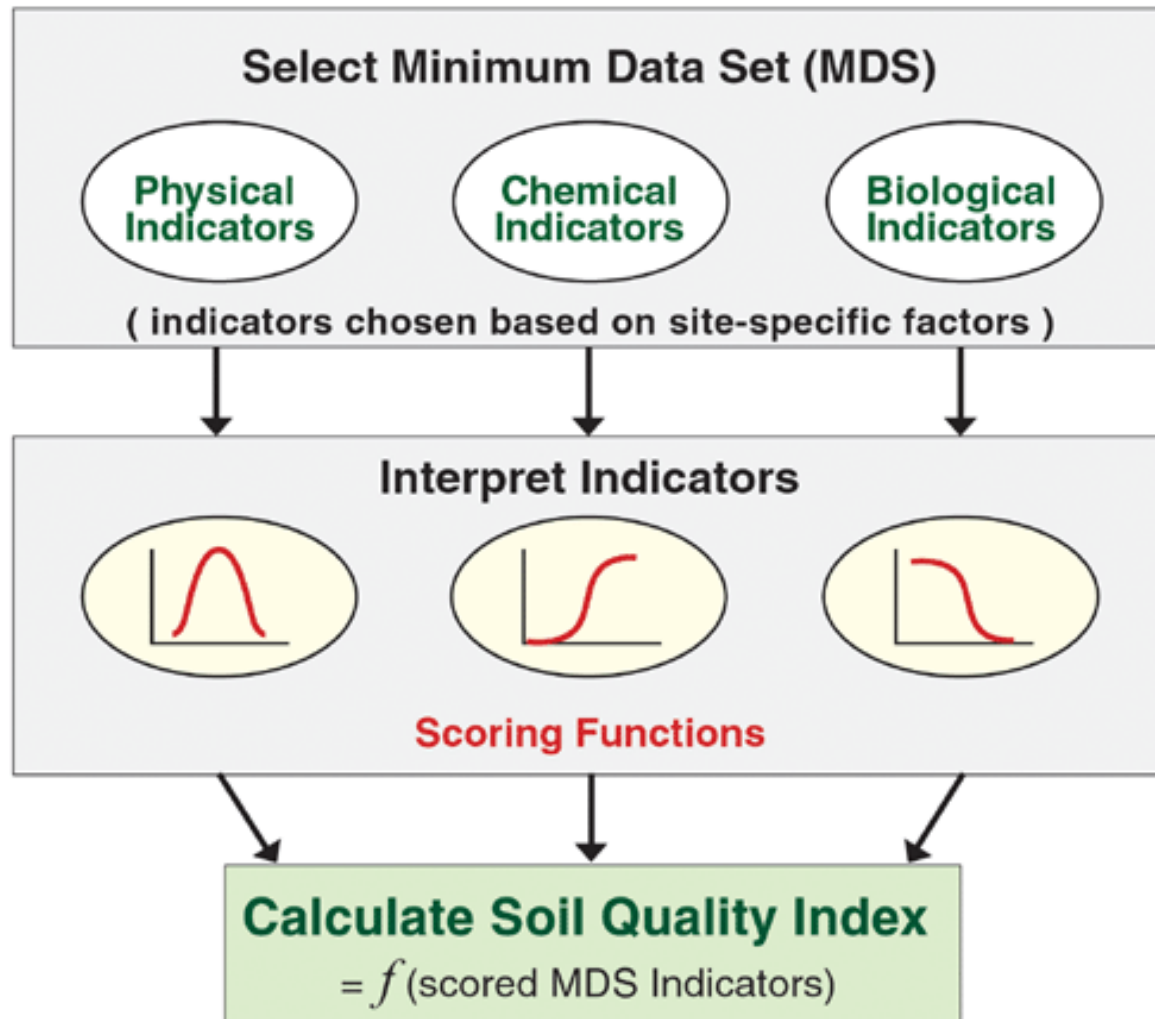 Select Minimum Data Set (MDS)
Physical
Indicators
Chemical
Indicators
Biological
Indicators
( indicators chosen based on site-specific factors )
Interpret Indicators
Scoring Functions
Calculate Soil Quality Index
= f (scored MDS Indicators)